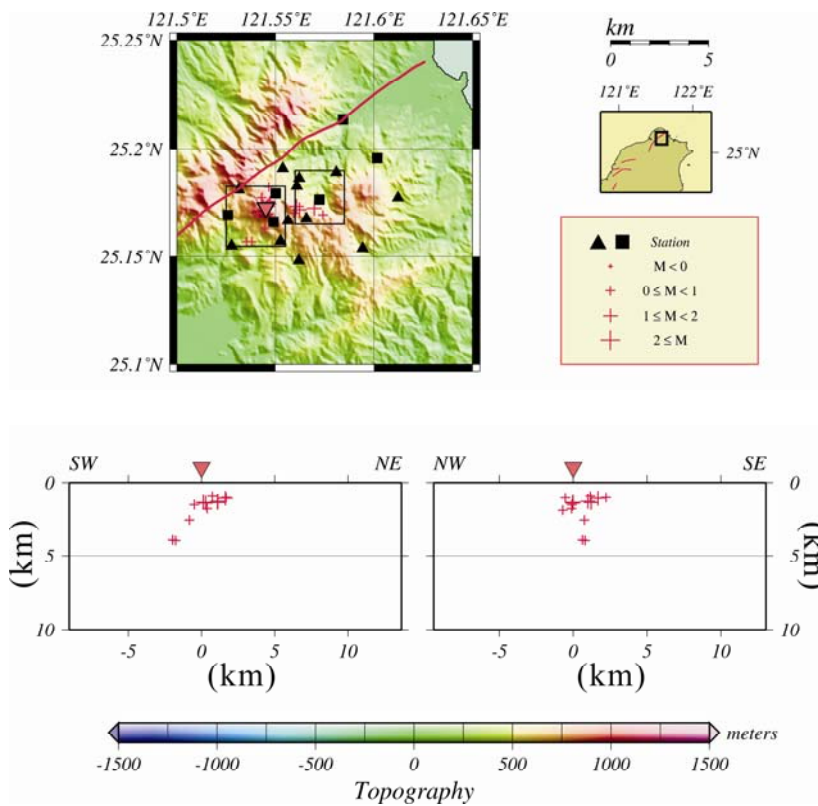 121.5°E 121.55°E 121.6°E 121.65°E
25.25°N
25.2°N
25.15°N
25.1°N
km
0 5
121°E 122°E
25°N
Station
M < 0
0 ≤ M < 1
1 ≤ M < 2
2 ≤ M
SW NE
0
5
10
(km)
-5 0 5 10
(km)
NW SE
0
5
10
(km)
-5 0 5 10
(km)
-1500 -1000 -500 0 500 1000 1500
meters
Topography